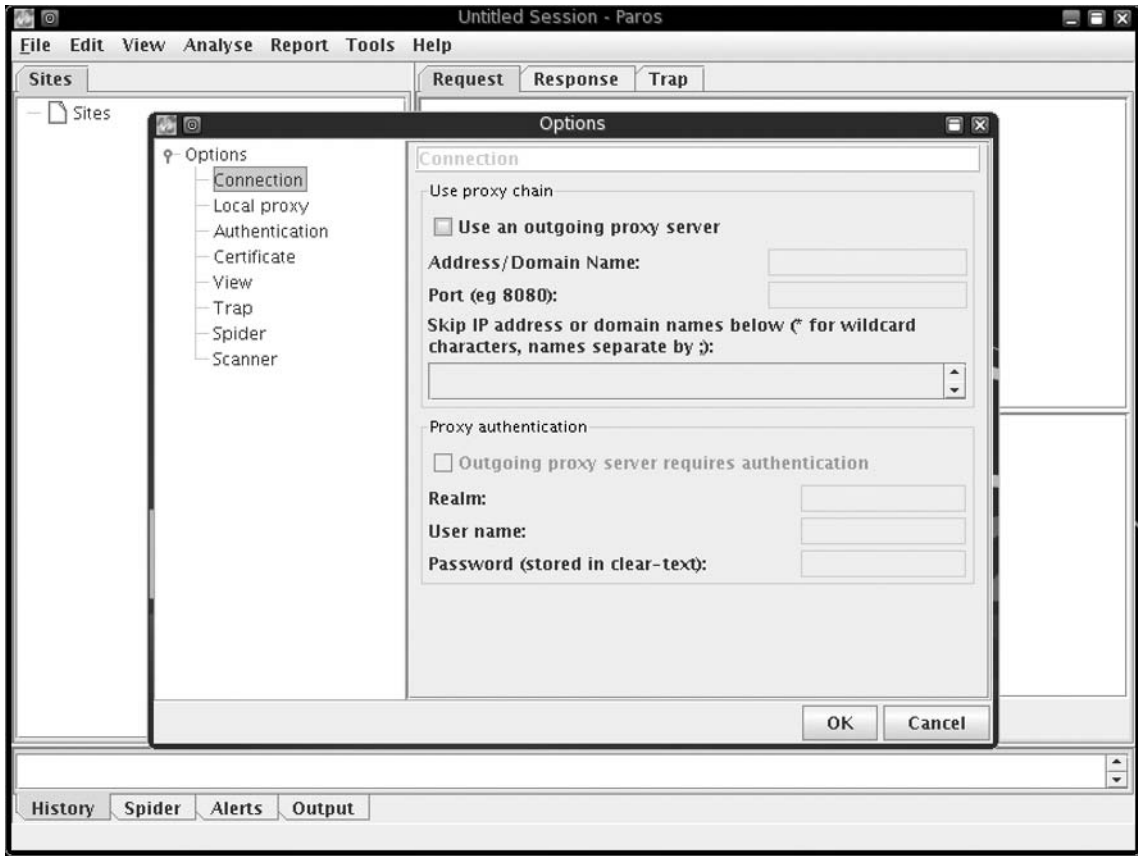 Untitled Session - Paros
File Edit View Analyse Report Tools Help
Sites
Request Response Trap
Sites
Options
Options
Connection
Local proxy
Authentication
Certificate
View
Trap
Spider
Scanner
Connection
Use proxy chain
Use an outgoing proxy server
Address/Domain Name:
Port (eg 8080):
Skip IP address or domain names below (* for wildcard
characters, names separate by ;):
Proxy authentication
Outgoing proxy server requires authentication
Realm:
User name:
Password (stored in clear-text):
OK Cancel
History Spider Alerts Output